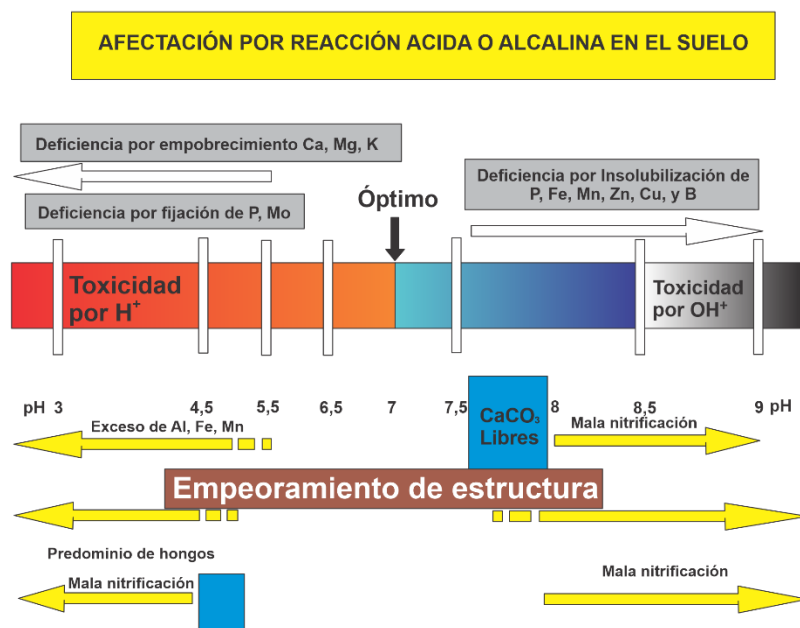 AFECTACIÓN POR REACCIÓN ACIDA O ALCALINA EN EL SUELO
Deficiencia por empobrecimiento Ca, Mg, K
Deficiencia por fijación de P, Mo
Óptimo
Deficiencia por Insolubilización de
P, Fe, Mn, Zn, Cu, y B
Toxicidad
por H⁺
Toxicidad
por OH⁺
pH 3 4,5 5,5 6,5 7 7,5 8 8,5 9 pH
CaCO₃
Libres
Exceso de Al, Fe, Mn
Mala nitrificación
Empeoramiento de estructura
Predominio de hongos
Mala nitrificación
Mala nitrificación